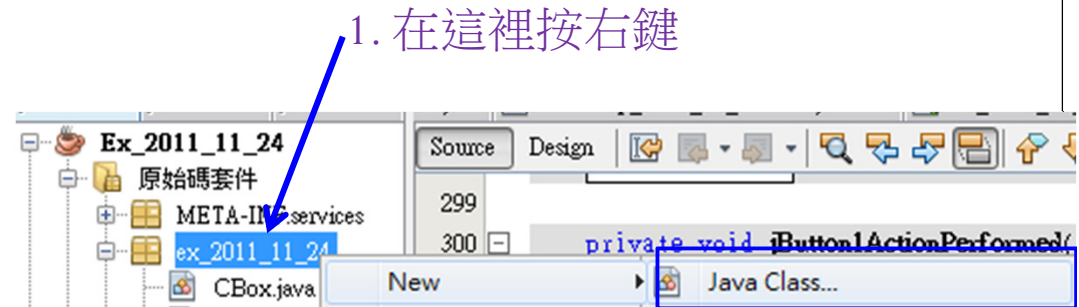 1.在這裡按右鍵
Ex_2011_11_24
Source Design
原始碼套件
299
META-INF.services
300 private void jButton1ActionPerformed(
ex_2011_11_24
New Java Class...
CBox.java